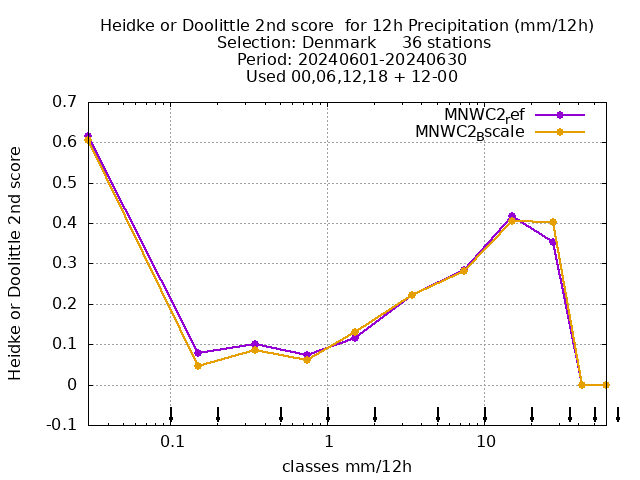 Heidke or Doolittle 2nd score  for 12h Precipitation (mm/12h)
Selection: Denmark     36 stations
Period: 20240601-20240630
Used 00,06,12,18 + 12-00
MNWC2ref
MNWC2Bscale
Heidke or Doolittle 2nd score
0.7
0.6
0.5
0.4
0.3
0.2
0.1
0
-0.1
0.1 1 10
classes mm/12h